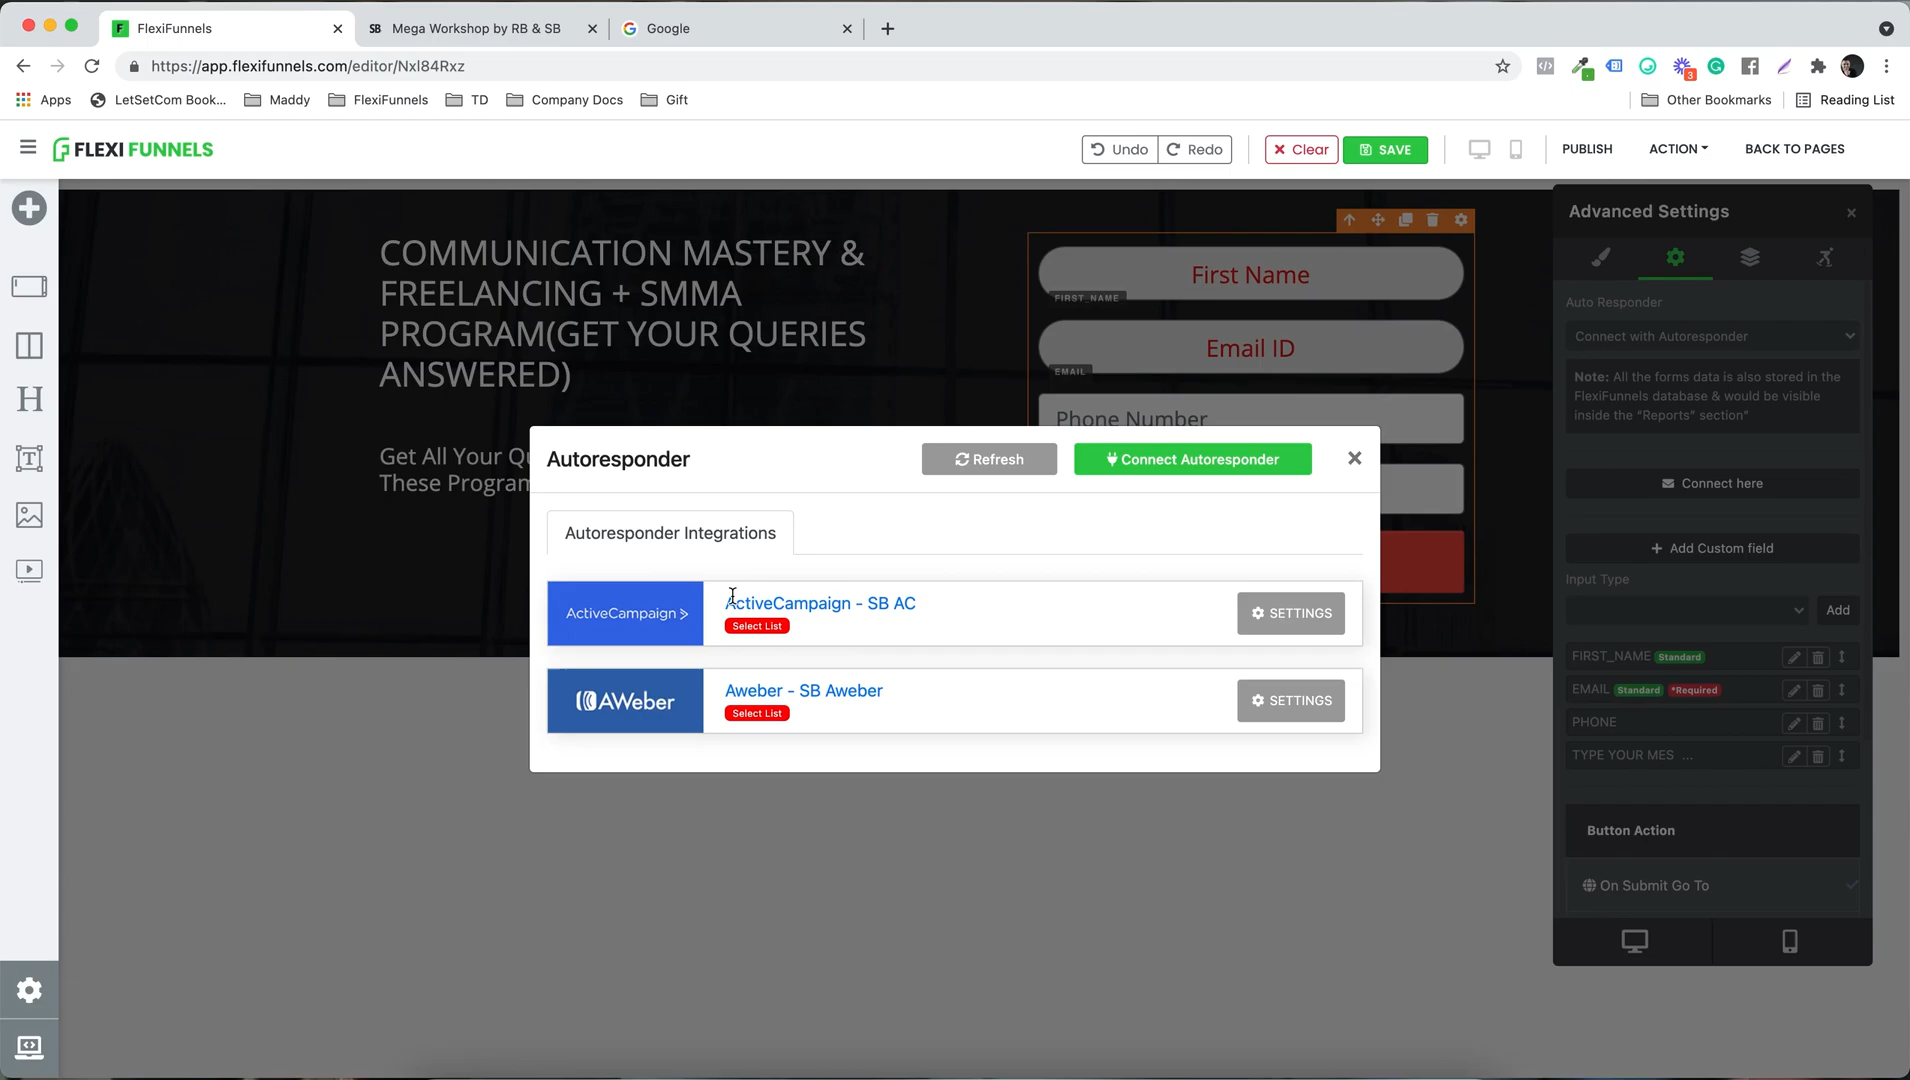 FlexiFunnels
SB Mega Workshop by RB & SB
Google
https://app.flexifunnels.com/editor/Nxl84Rxz
3
Apps
LetSetCom Book...
Maddy
FlexiFunnels
TD
Company Docs
Gift
Other Bookmarks
Reading List
FLEXI FUNNELS
Undo
Redo
Clear
SAVE
PUBLISH
ACTION
BACK TO PAGES
COMMUNICATION MASTERY &
FREELANCING + SMMA
PROGRAM(GET YOUR QUERIES
ANSWERED)
Get All Your Qu
These Program
First Name
FIRST_NAME
Email ID
EMAIL
Phone Number
Autoresponder
Refresh
Connect Autoresponder
Autoresponder Integrations
ActiveCampaign >
ActiveCampaign - SB AC
Select List
SETTINGS
AWeber
Aweber - SB Aweber
Select List
SETTINGS
Advanced Settings
Auto Responder
Connect with Autoresponder
Note: All the forms data is also stored in the
FlexiFunnels database & would be visible
inside the "Reports" section"
Connect here
Add Custom field
Input Type
Add
FIRST_NAME Standard
EMAIL Standard *Required
PHONE
TYPE YOUR MES ...
Button Action
On Submit Go To